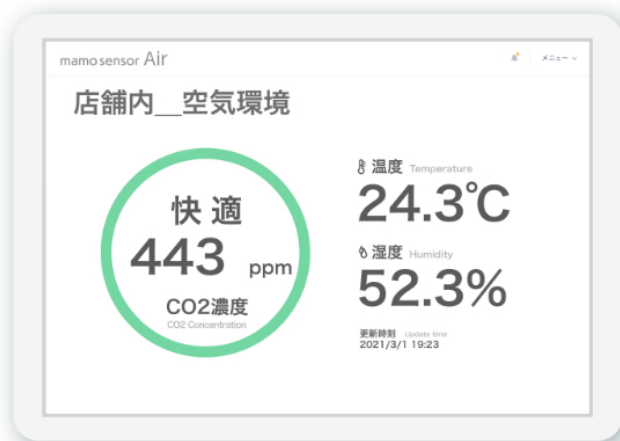 mamo sensor Air
メニュー
店舗内__空気環境
快適
443 ppm
CO2濃度
CO2 Concentration
温度 Temperature
24.3℃
湿度 Humidity
52.3%
更新時刻 Update time
2021/3/1 19:23